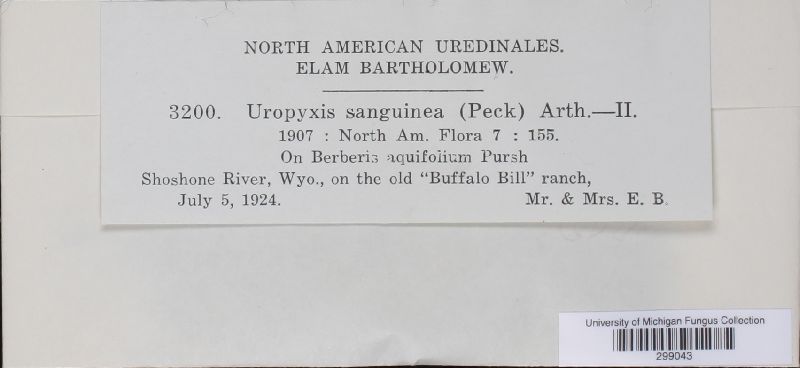 NORTH AMERICAN UREDINALES.
ELAM BARTHOLOMEW.
3200. Uropyxis sanguinea (Peck) Arth.—II.
1907 : North Am. Flora 7 : 155.
On Berberis aquifolium Pursh
Shoshone River, Wyo., on the old “Buffalo Bill” ranch,
July 5, 1924. Mr. & Mrs. E. B.
University of Michigan Fungus Collection
299043